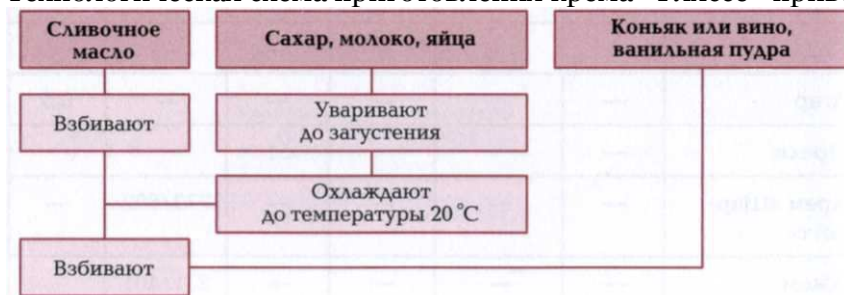 Сливочное
масло
Сахар, молоко, яйца
Коньяк или вино,
ванильная пудра
Взбивают
Уваривают
до загустения
Охлаждают
до температуры 20 °С
Взбивают